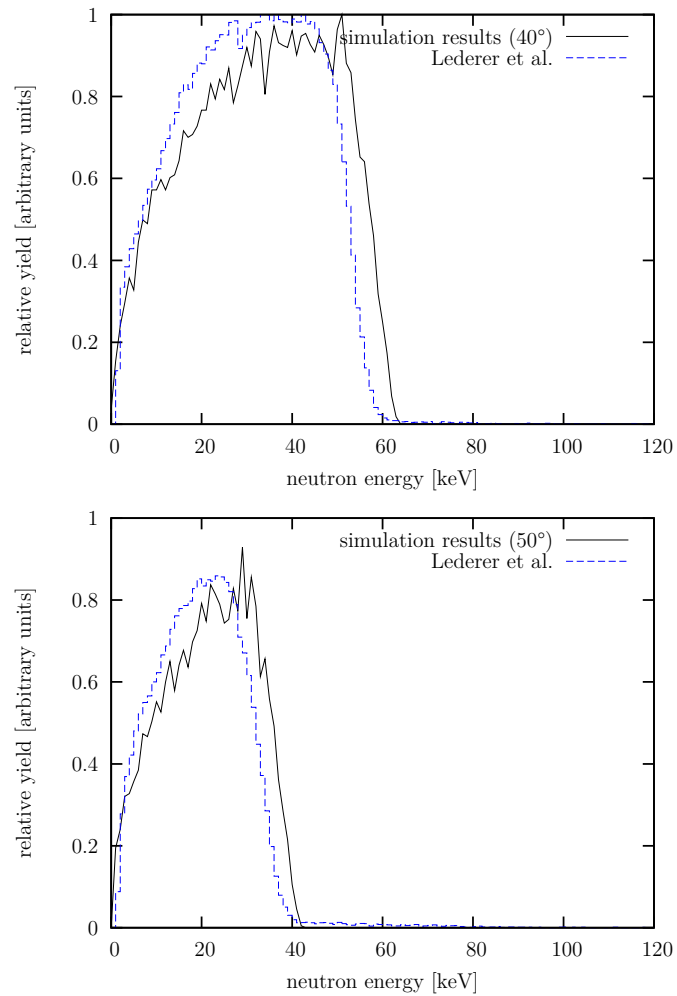 1
0.8
0.6
0.4
0.2
0
relative yield [arbitrary units]
simulation results (40°)
Lederer et al.
0 20 40 60 80 100 120
neutron energy [keV]
1
0.8
0.6
0.4
0.2
0
relative yield [arbitrary units]
simulation results (50°)
Lederer et al.
0 20 40 60 80 100 120
neutron energy [keV]